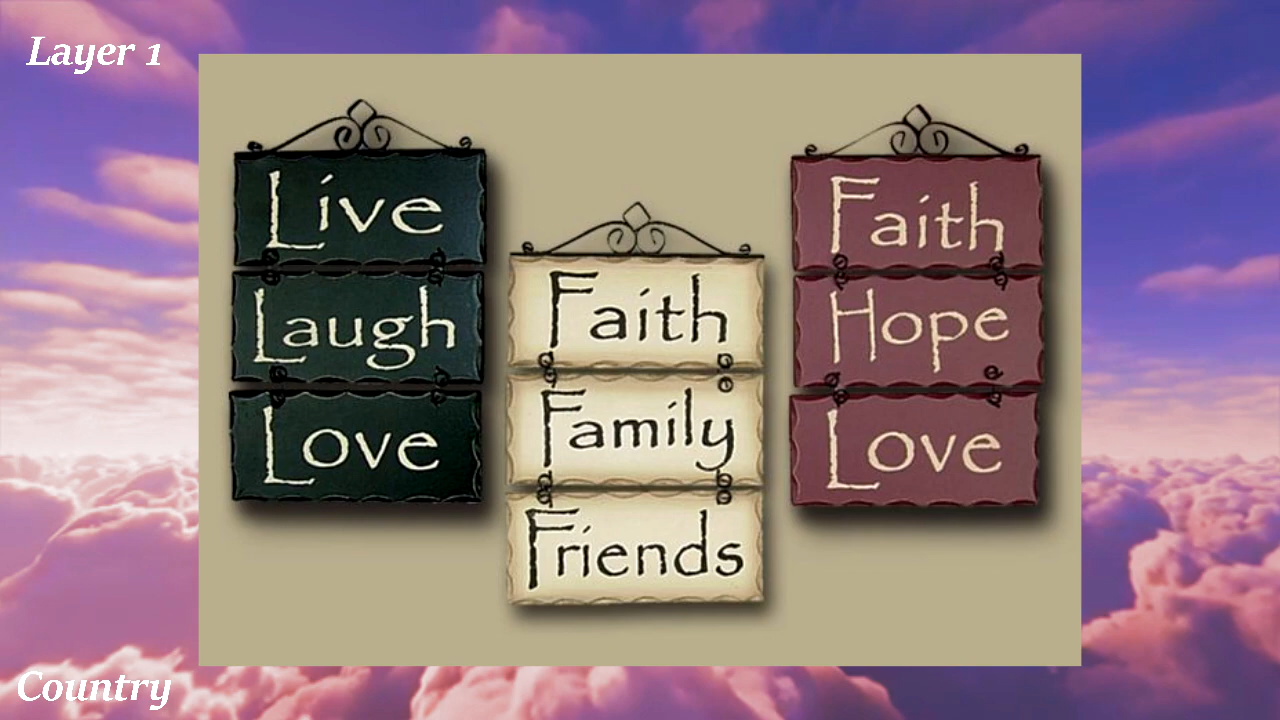 Layer 1
Live
Laugh
Love
Faith
Family
Friends
Faith
Hope
Love
Country